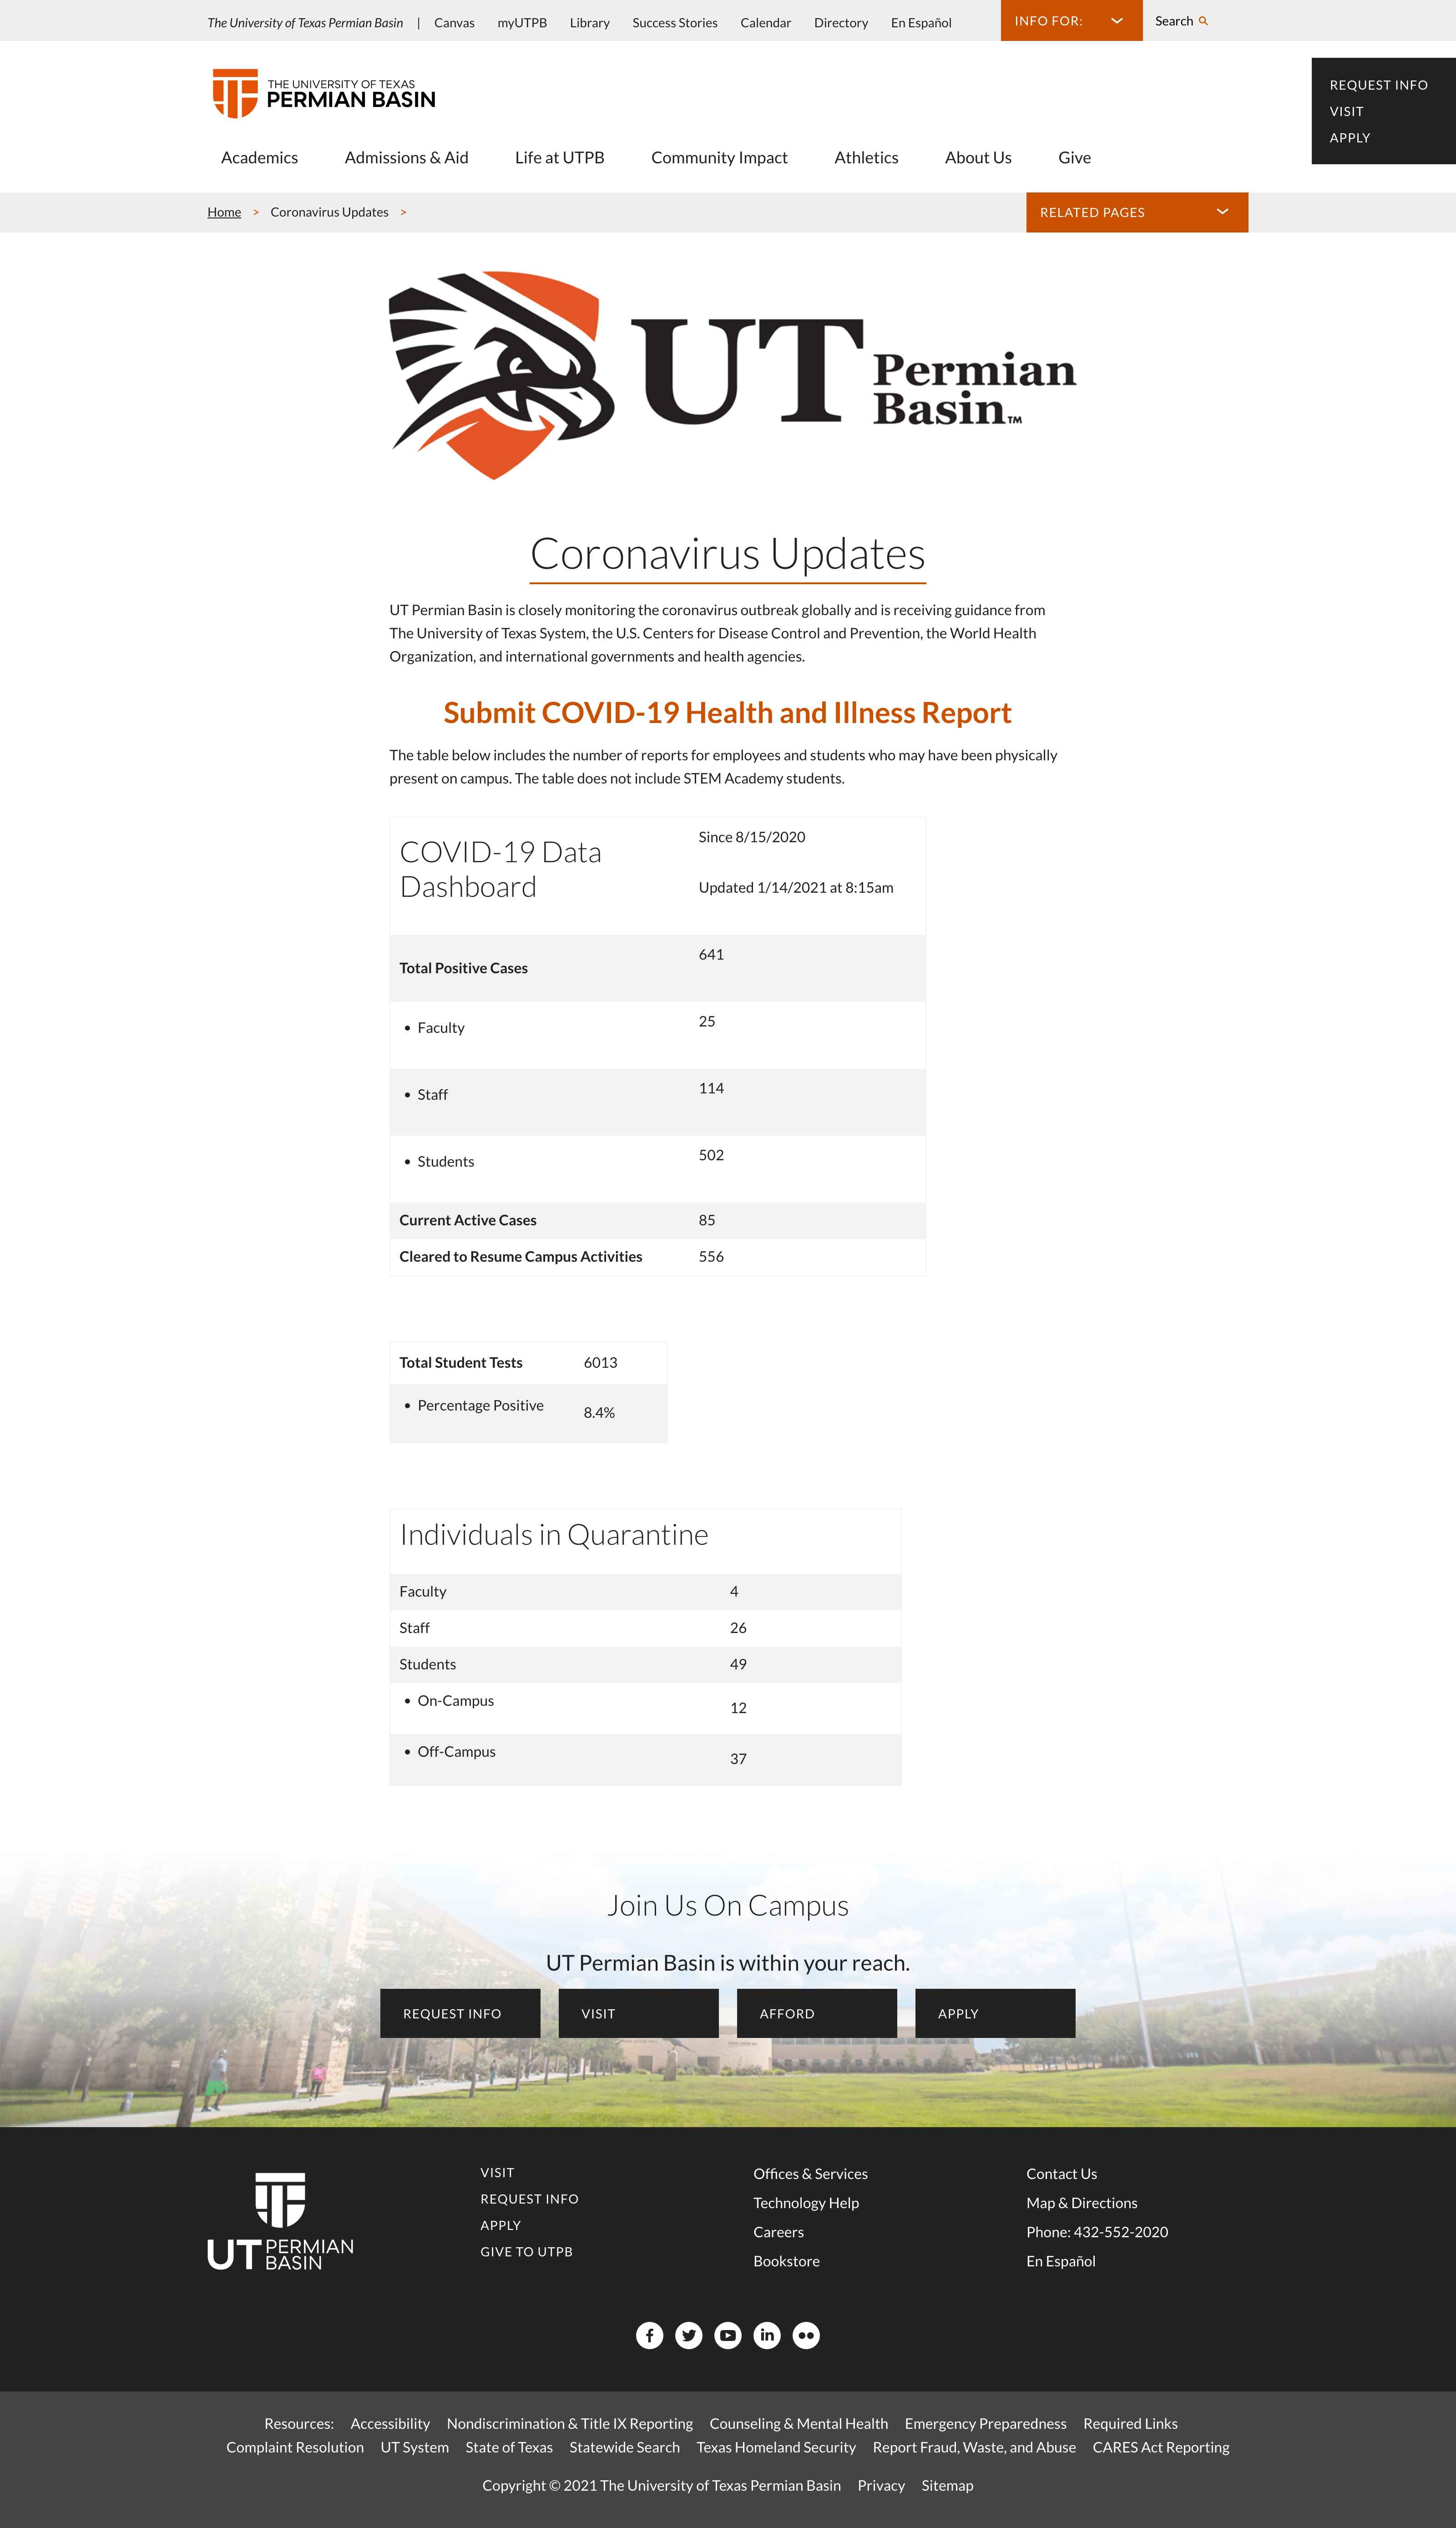 The University of Texas Permian Basin | Canvas myUTPB Library Success Stories Calendar Directory En Español INFO FOR: Search
THE UNIVERSITY OF TEXAS
PERMIAN BASIN
REQUEST INFO
VISIT
APPLY
Academics Admissions & Aid Life at UTPB Community Impact Athletics About Us Give
Home > Coronavirus Updates > RELATED PAGES
UT Permian
Basin™
Coronavirus Updates
UT Permian Basin is closely monitoring the coronavirus outbreak globally and is receiving guidance from
The University of Texas System, the U.S. Centers for Disease Control and Prevention, the World Health
Organization, and international governments and health agencies.
Submit COVID-19 Health and Illness Report
The table below includes the number of reports for employees and students who may have been physically
present on campus. The table does not include STEM Academy students.
COVID-19 Data
Dashboard
Since 8/15/2020
Updated 1/14/2021 at 8:15am
Total Positive Cases 641
• Faculty 25
• Staff 114
• Students 502
Current Active Cases 85
Cleared to Resume Campus Activities 556
Total Student Tests 6013
• Percentage Positive 8.4%
Individuals in Quarantine
Faculty 4
Staff 26
Students 49
• On-Campus 12
• Off-Campus 37
Join Us On Campus
UT Permian Basin is within your reach.
REQUEST INFO VISIT AFFORD APPLY
UT PERMIAN
BASIN
VISIT
REQUEST INFO
APPLY
GIVE TO UTPB
Offices & Services
Technology Help
Careers
Bookstore
Contact Us
Map & Directions
Phone: 432-552-2020
En Español
Resources: Accessibility Nondiscrimination & Title IX Reporting Counseling & Mental Health Emergency Preparedness Required Links
Complaint Resolution UT System State of Texas Statewide Search Texas Homeland Security Report Fraud, Waste, and Abuse CARES Act Reporting
Copyright © 2021 The University of Texas Permian Basin Privacy Sitemap